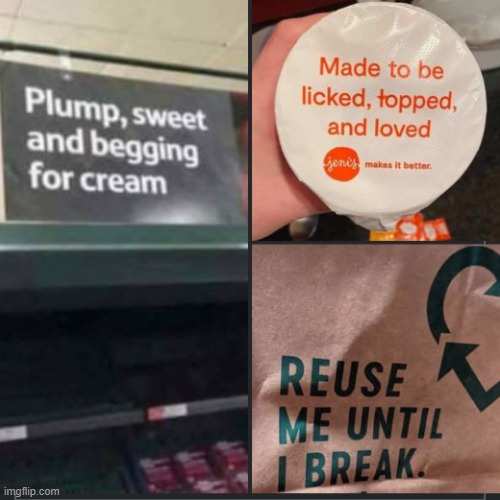 Plump, sweet
and begging
for cream
Made to be
licked, topped,
and loved
jeni's makes it better.
REUSE
ME UNTIL
I BREAK.
imgflip.com